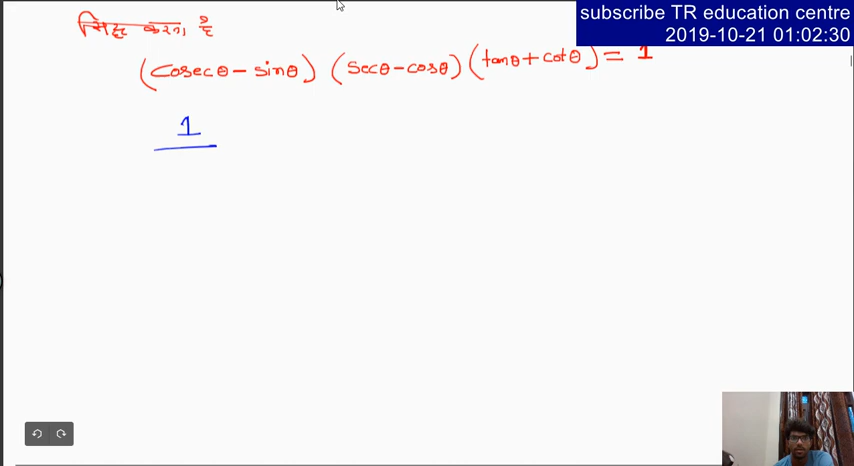 subscribe TR education centre
2019-10-21 01:02:30
सिद्ध करना है
(Cosecθ - sinθ) (Secθ - cosθ) (tanθ + cotθ) = 1
1